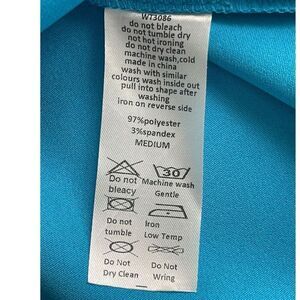 WT3086
do not bleach
do not tumble dry
not hot ironing
do not dry clean
machine wash,cold
made in china
wash with similar
colours wash inside out
pull into shape after
washing
iron on reverse side
97%polyester
3%spandex
MEDIUM
30
Do not
bleacy
Machine wash
Gentle
Do not
tumble
Iron
Low Temp
Do Not
Dry Clean
Do Not
Wring